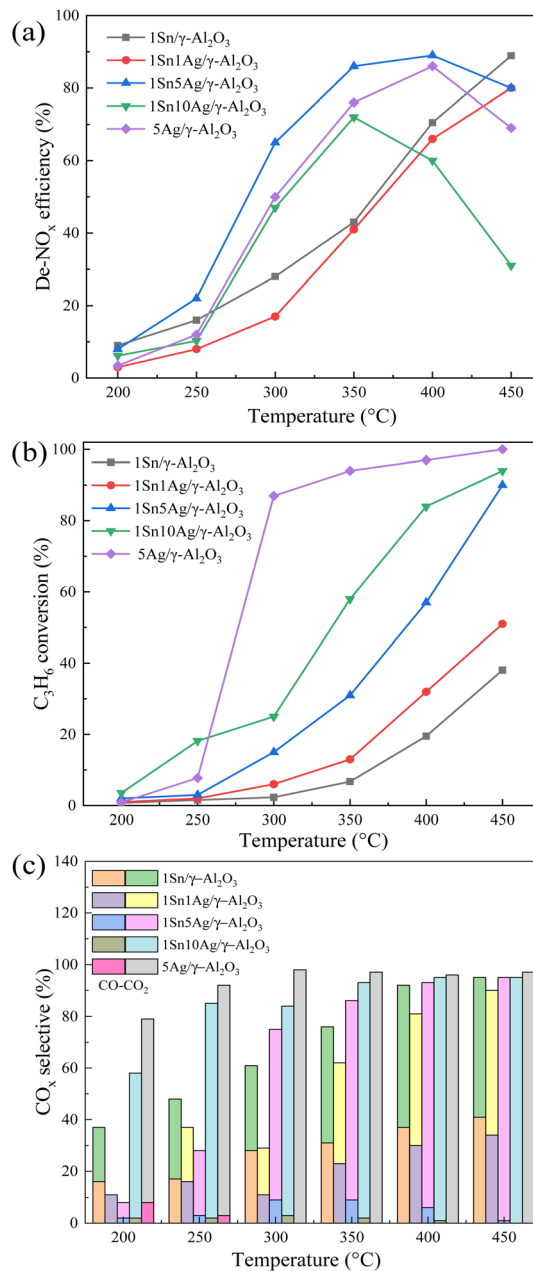 (a)
100
80
60
40
20
0
De-NOₓ efficiency (%)
1Sn/γ-Al₂O₃
1Sn1Ag/γ-Al₂O₃
1Sn5Ag/γ-Al₂O₃
1Sn10Ag/γ-Al₂O₃
5Ag/γ-Al₂O₃
200 250 300 350 400 450
Temperature (°C)
(b)
100
80
60
40
20
0
C₃H₆ conversion (%)
1Sn/γ-Al₂O₃
1Sn1Ag/γ-Al₂O₃
1Sn5Ag/γ-Al₂O₃
1Sn10Ag/γ-Al₂O₃
5Ag/γ-Al₂O₃
200 250 300 350 400 450
Temperature (°C)
(c)
140
120
100
80
60
40
20
0
COₓ selective (%)
1Sn/γ–Al₂O₃
1Sn1Ag/γ–Al₂O₃
1Sn5Ag/γ–Al₂O₃
1Sn10Ag/γ–Al₂O₃
5Ag/γ–Al₂O₃
CO-CO₂
200 250 300 350 400 450
Temperature (°C)